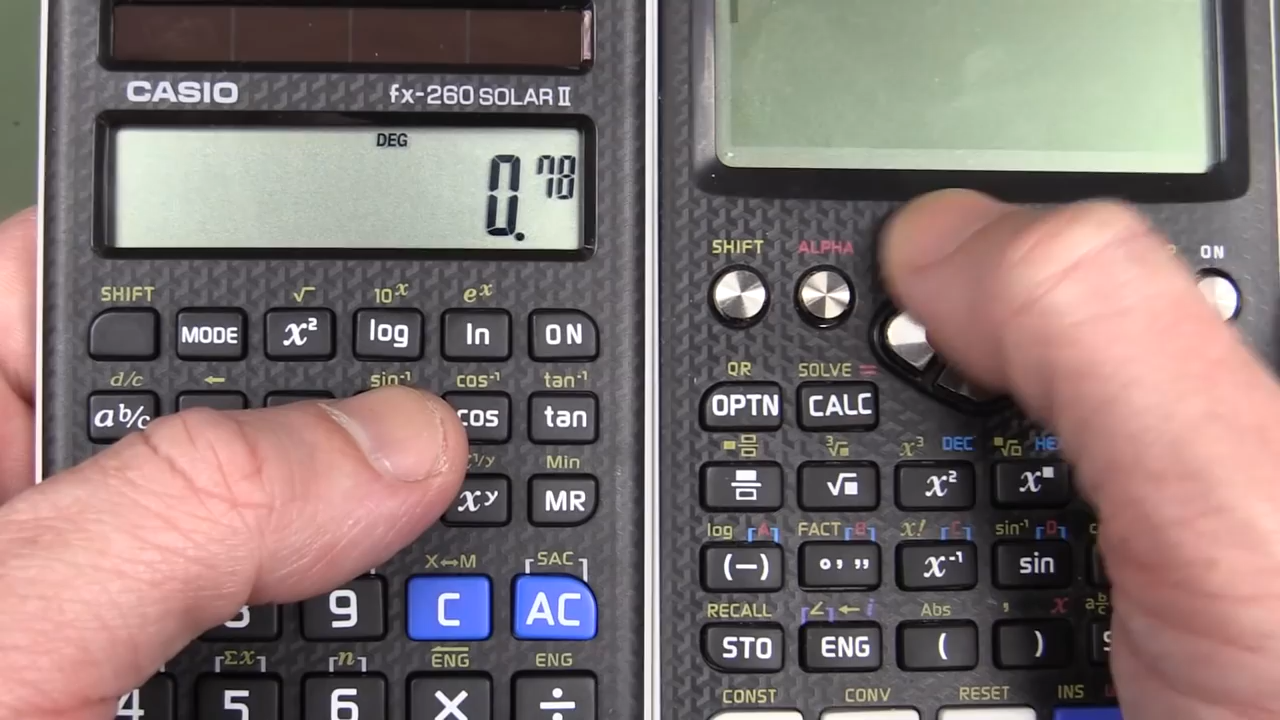 CASIO fx-260 SOLAR II
DEG
0. 78
SHIFT √ 10ˣ eˣ
MODE x² log ln ON
d/c ← sin⁻¹ cos⁻¹ tan⁻¹
a b/c cos tan
Min
xʸ MR
X↔M SAC
9 C AC
Σx n ENG ENG
4 5 6 × ÷
SHIFT ALPHA ON
QR SOLVE =
OPTN CALC
³√■ x³ DEC ■√□
√■ x² x■
log A FACT B x! C sin⁻¹ D
(−) ° ’ ” x⁻¹ sin
RECALL ∠ ← i Abs , x
STO ENG ( )
CONST CONV RESET INS